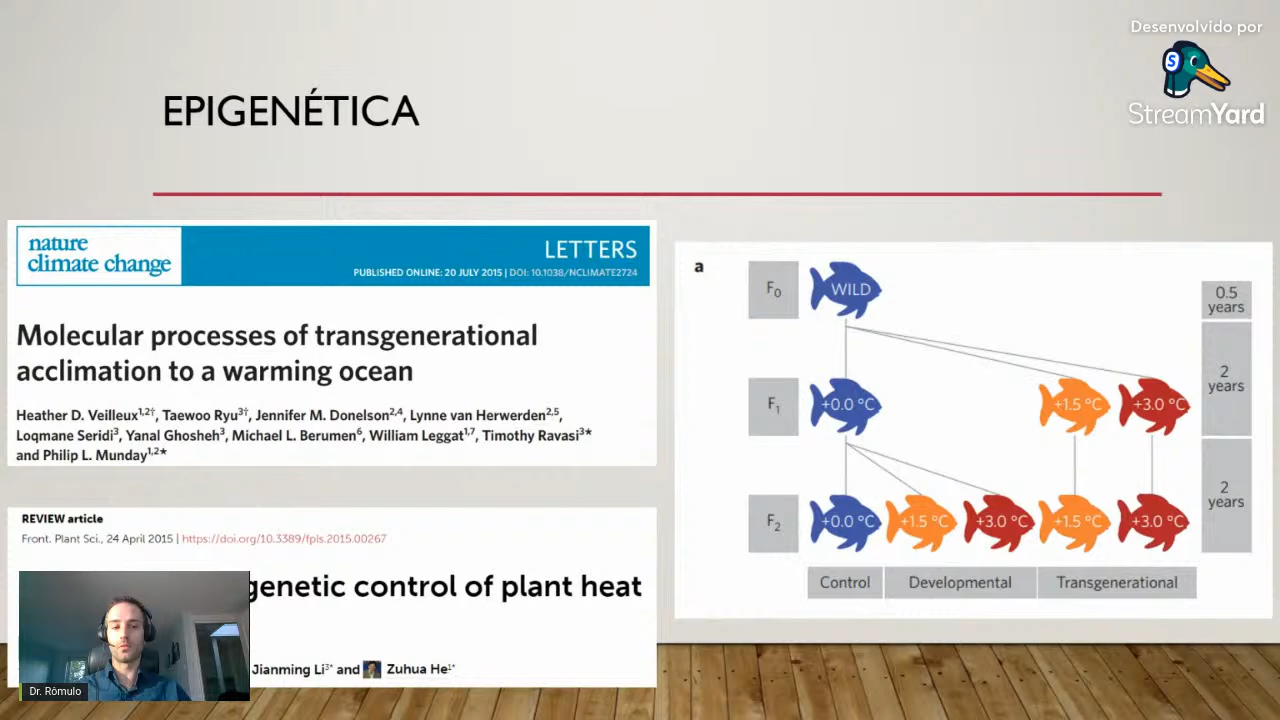 Desenvolvido por
StreamYard
EPIGENÉTICA
nature
climate change
LETTERS
PUBLISHED ONLINE: 20 JULY 2015 | DOI: 10.1038/NCLIMATE2724
Molecular processes of transgenerational
acclimation to a warming ocean
Heather D. Veilleux1,2†, Taewoo Ryu3†, Jennifer M. Donelson2,4, Lynne van Herwerden2,5,
Loqmane Seridi3, Yanal Ghosheh3, Michael L. Berumen6, William Leggat1,7, Timothy Ravasi3*
and Philip L. Munday1,2*
REVIEW article
Front. Plant Sci., 24 April 2015 | https://doi.org/10.3389/fpls.2015.00267
genetic control of plant heat
Jianming Li3* and Zuhua He1*
Dr. Rómulo
a
F0
WILD
0.5
years
F1
+0.0 °C
+1.5 °C
+3.0 °C
2
years
F2
+0.0 °C
+1.5 °C
+3.0 °C
+1.5 °C
+3.0 °C
2
years
Control
Developmental
Transgenerational